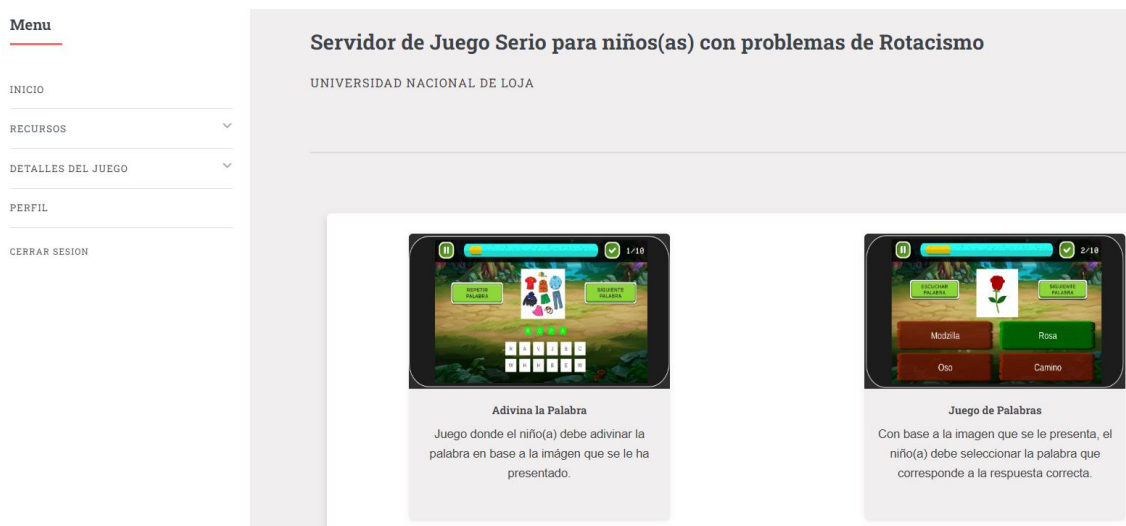 Menu
INICIO
RECURSOS
DETALLES DEL JUEGO
PERFIL
CERRAR SESION
Servidor de Juego Serio para niños(as) con problemas de Rotacismo
UNIVERSIDAD NACIONAL DE LOJA
1/10
REPETIR
PALABRA
SIGUIENTE
PALABRA
Adivina la Palabra
Juego donde el niño(a) debe adivinar la
palabra en base a la imágen que se le ha
presentado.
2/10
ESCUCHAR
PALABRA
SIGUIENTE
PALABRA
Modzilla
Rosa
Oso
Camino
Juego de Palabras
Con base a la imagen que se le presenta, el
niño(a) debe seleccionar la palabra que
corresponde a la respuesta correcta.